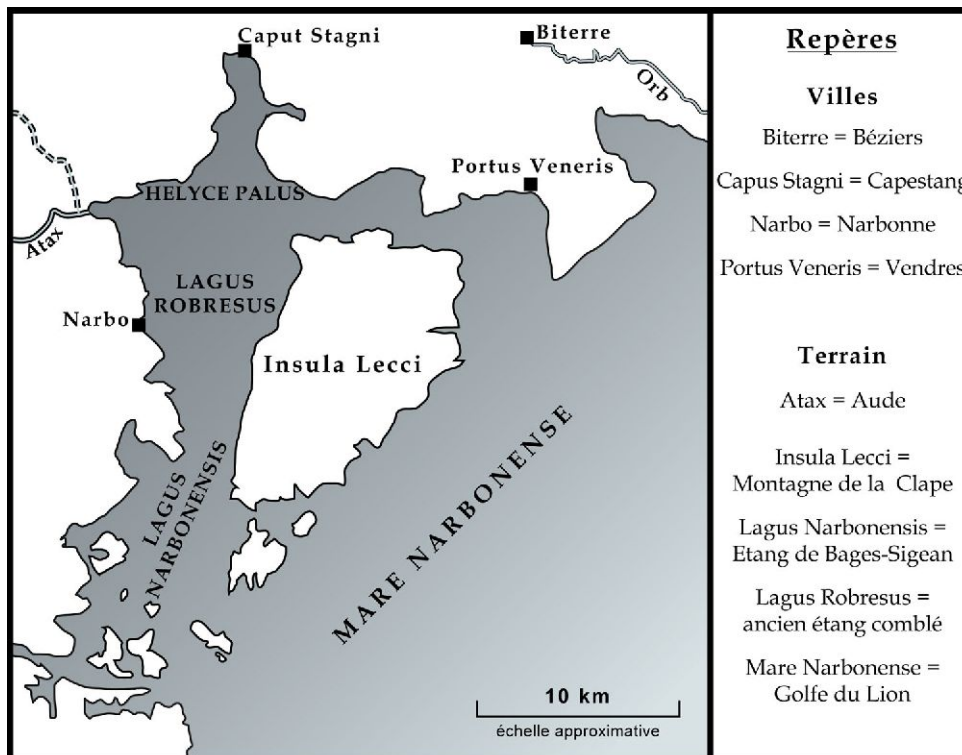 Caput Stagni
Biterre
Orb
Portus Veneris
HELYCE PALUS
Atax
LAGUS
ROBRESUS
Narbo
Insula Lecci
LAGUS
NARBONENSIS
MARE NARBONENSE
10 km
échelle approximative
Repères
Villes
Biterre = Béziers
Capus Stagni = Capestang
Narbo = Narbonne
Portus Veneris = Vendres
Terrain
Atax = Aude
Insula Lecci =
Montagne de la Clape
Lagus Narbonensis =
Etang de Bages-Sigean
Lagus Robresus =
ancien étang comblé
Mare Narbonense =
Golfe du Lion